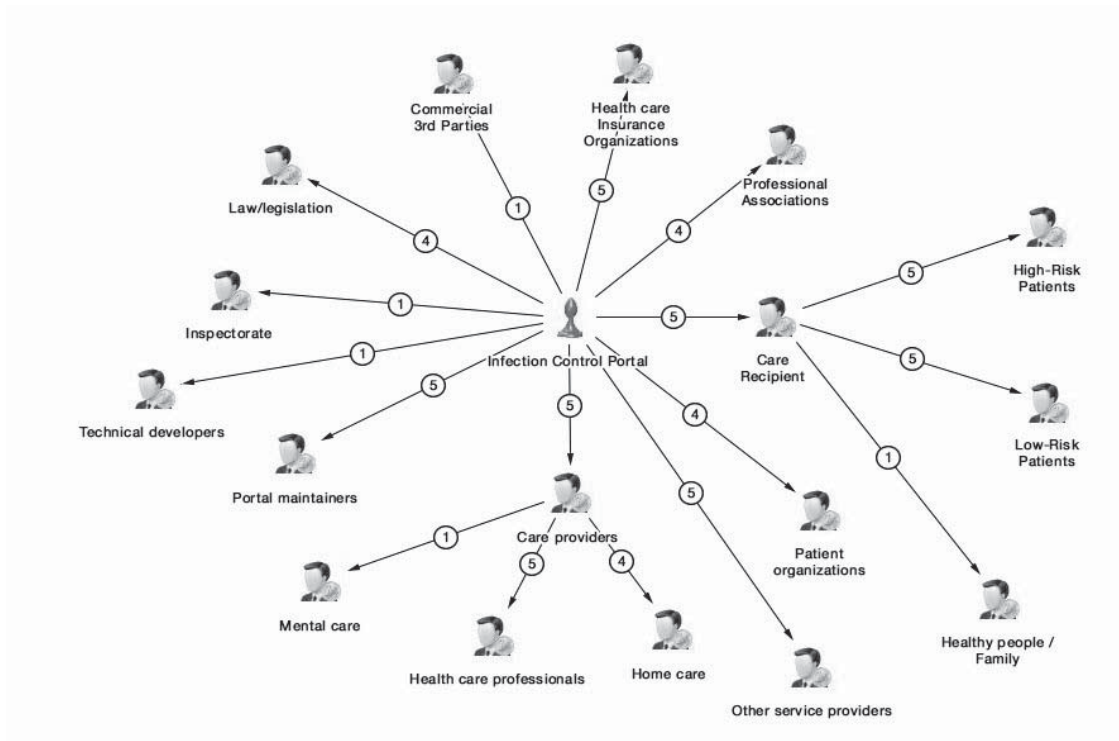 Commercial
3rd Parties
Health care
Insurance
Organizations
Professional
Associations
Law/legislation
High-Risk
Patients
Inspectorate
Infection Control Portal
Care
Recipient
Technical developers
Low-Risk
Patients
Portal maintainers
Care providers
Patient
organizations
Mental care
Health care professionals
Home care
Healthy people /
Family
Other service providers
5
1
4
4
5
1
5
1
5
5
5
4
1
5
1
5
4